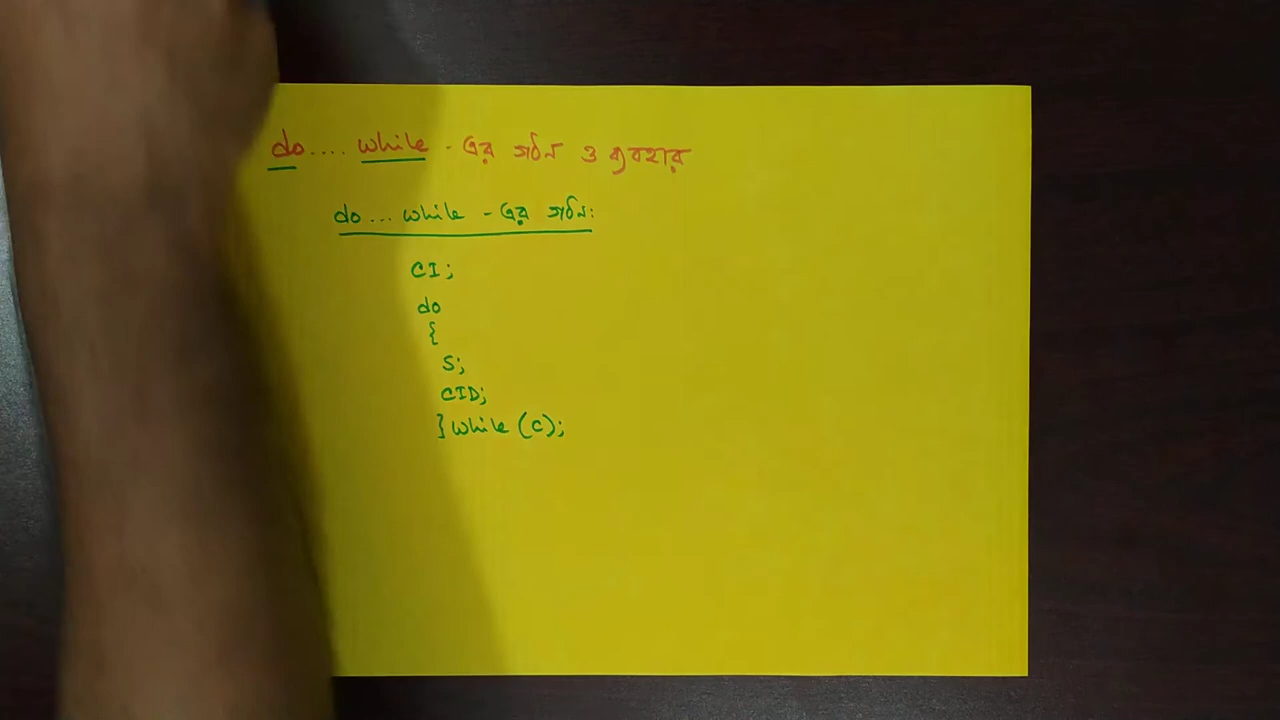 do.... while - এর গঠন ও ব্যবহার
do... while - এর গঠন:
CI;
do
{
S;
CID;
} while (C);